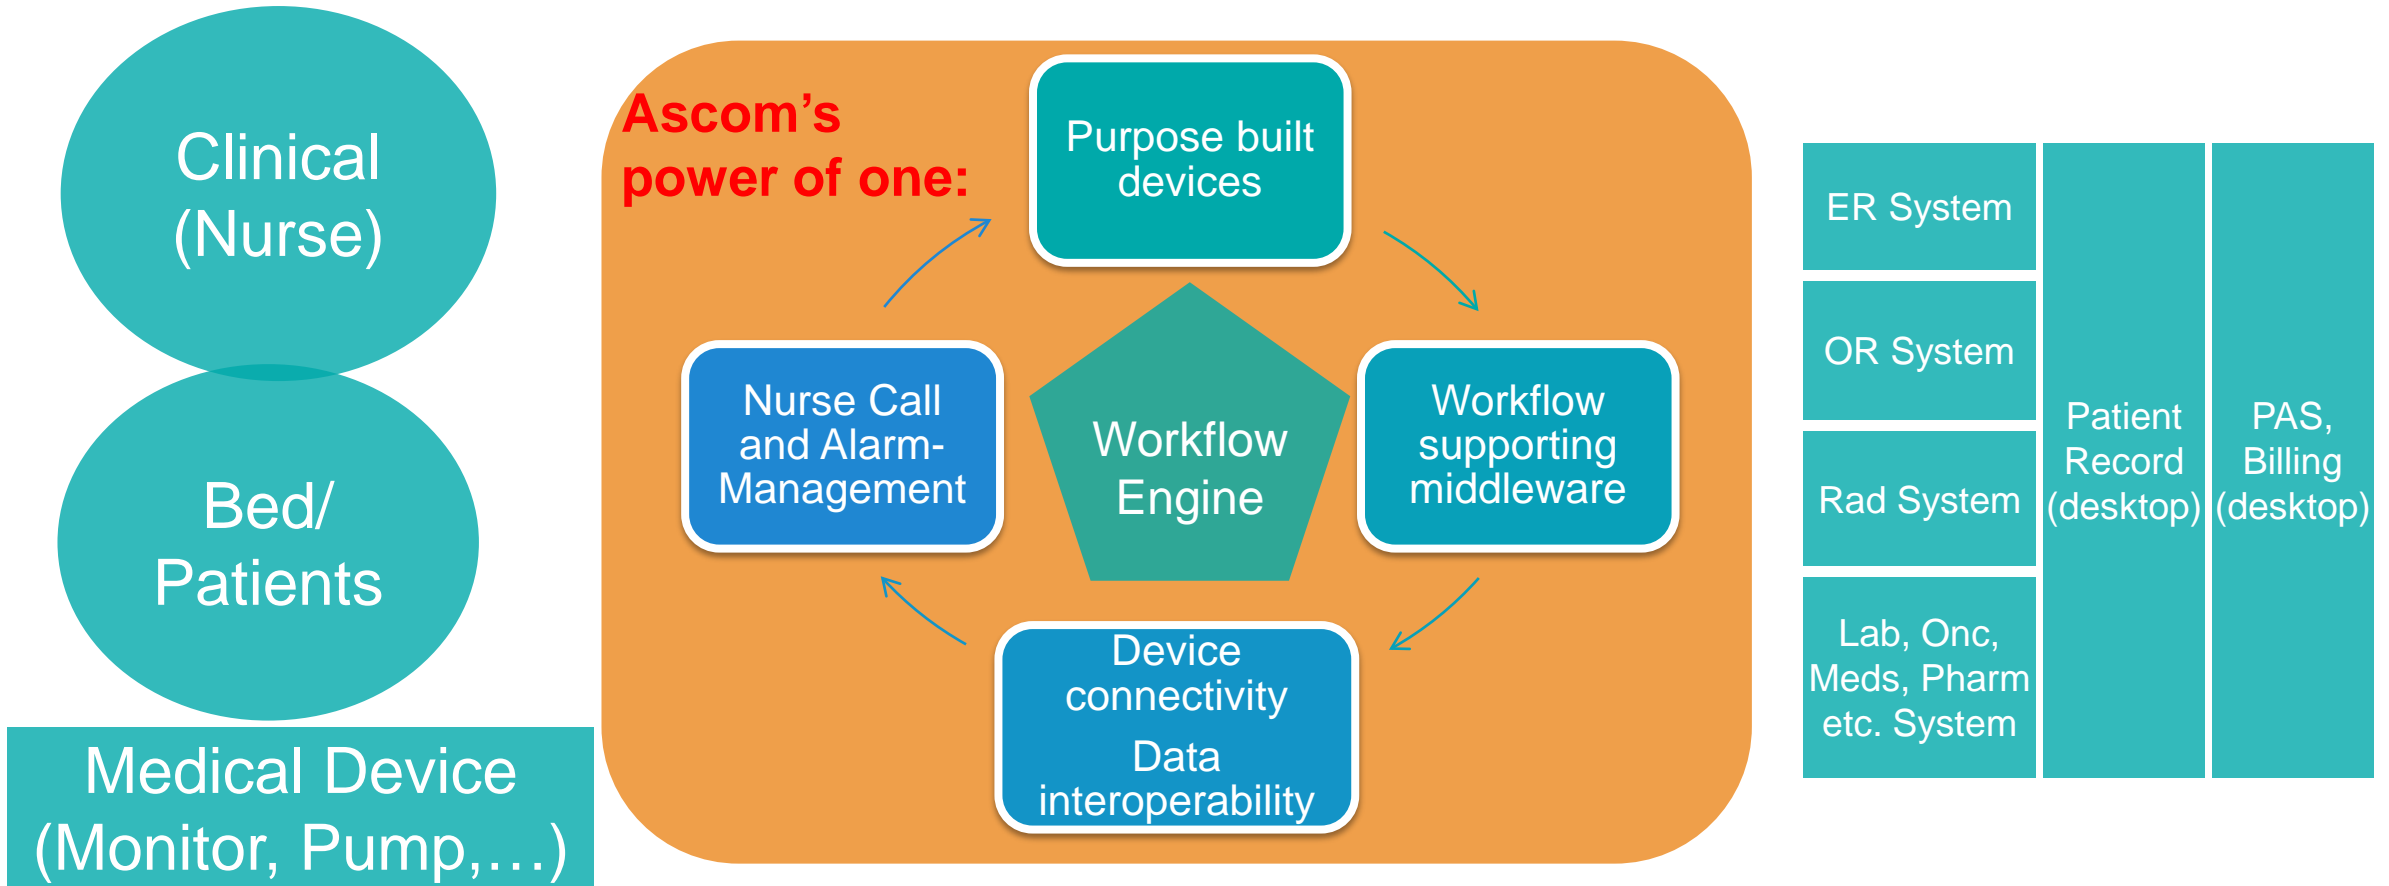 Clinical
(Nurse)
Bed/
Patients
Medical Device
(Monitor, Pump,…)
Ascom’s
power of one:
Purpose built
devices
Workflow
supporting
middleware
Device
connectivity
Data
interoperability
Nurse Call
and Alarm-
Management
Workflow
Engine
ER System
OR System
Rad System
Lab, Onc,
Meds, Pharm
etc. System
Patient
Record
(desktop)
PAS,
Billing
(desktop)